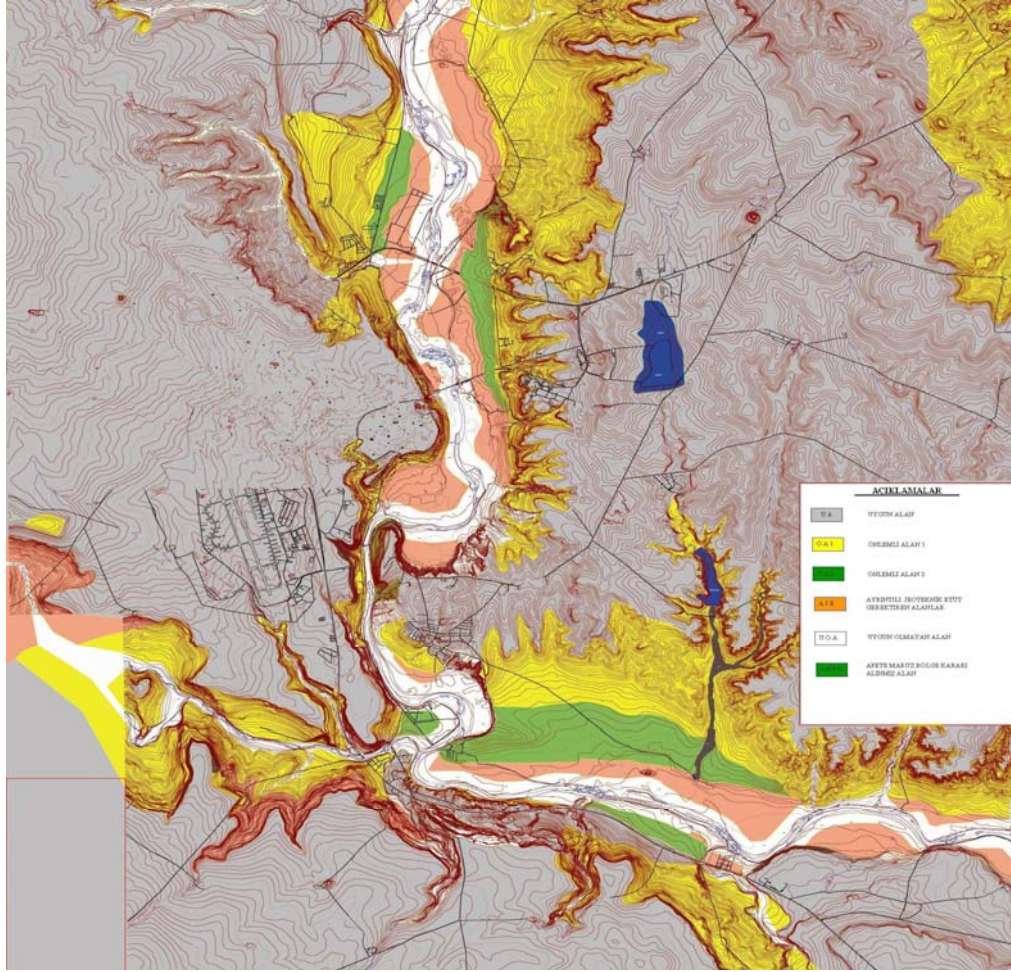 AÇIKLAMALAR
U.A. UYGUN ALAN
Ö.A.1 ÖNLEMLİ ALAN 1
ÖNLEMLİ ALAN 2
A.J.E. AYRINTILI JEOTEKNİK ETÜT
GEREKTİREN ALANLAR
U.O.A UYGUN OLMAYAN ALAN
AFETE MARUZ BÖLGE KARARI
ALINMIŞ ALAN